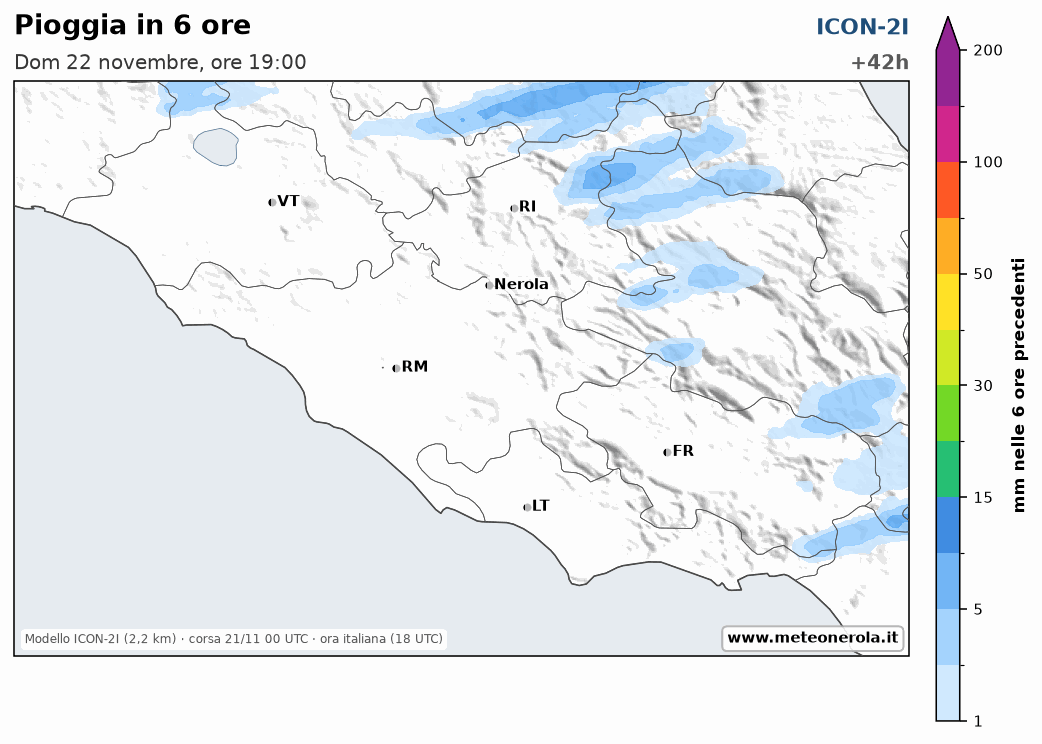 Pioggia in 6 ore
ICON-2I
Dom 22 novembre, ore 19:00
+42h
200
100
50
30
15
5
1
mm nelle 6 ore precedenti
VT
RI
Nerola
RM
FR
LT
Modello ICON-2I (2,2 km) · corsa 21/11 00 UTC · ora italiana (18 UTC)
www.meteonerola.it